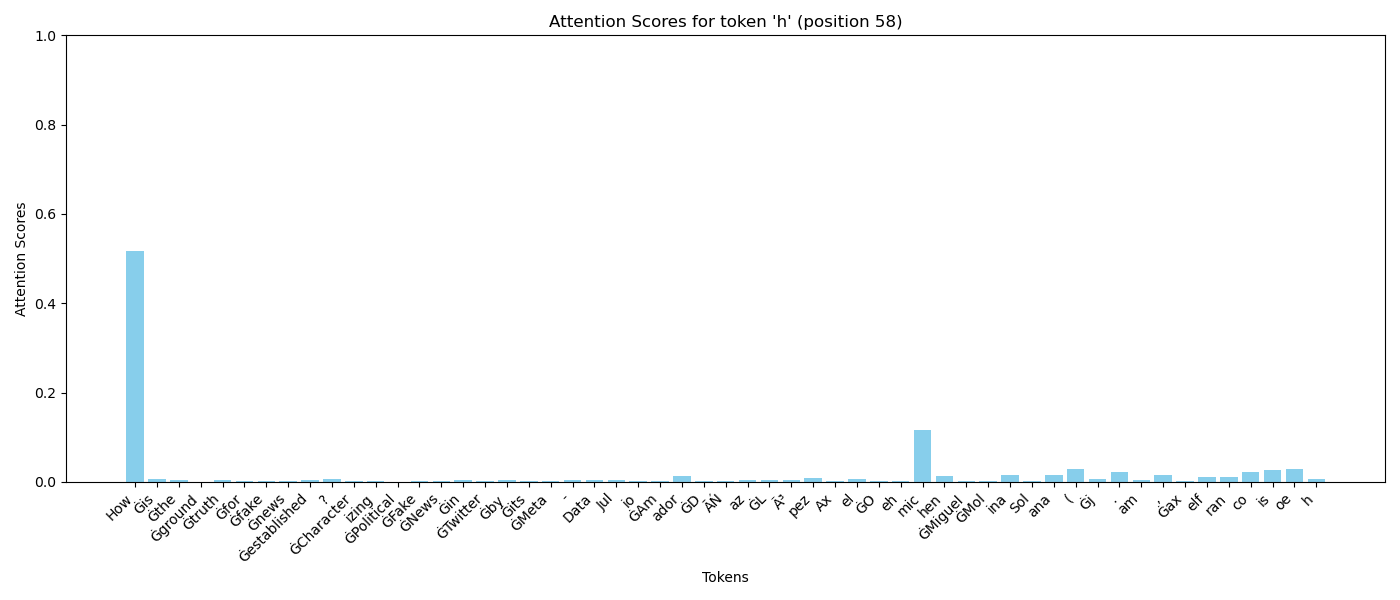 Attention Scores for token 'h' (position 58)
Attention Scores
1.0
0.8
0.6
0.4
0.2
0.0
How
Ġis
Ġthe
Ġground
Ġtruth
Ġfor
Ġfake
Ġnews
Ġestablished
?
ĠCharacter
izing
ĠPolitical
ĠFake
ĠNews
Ġin
ĠTwitter
Ġby
Ġits
ĠMeta
-
Data
Jul
io
ĠAm
ador
ĠD
ÃŃ
az
ĠL
Ã³
pez
Ax
el
ĠO
eh
mic
hen
ĠMiguel
ĠMol
ina
Sol
ana
(
Ġj
.
am
,
Ġax
elf
ran
co
is
oe
h
Tokens